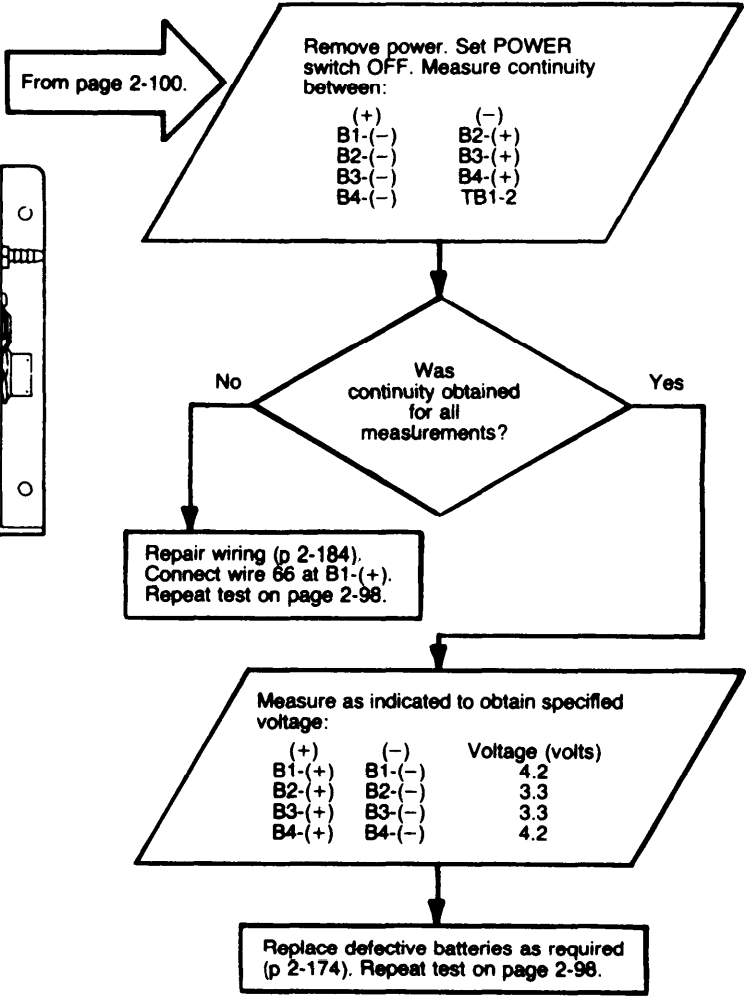 From page 2-100.
Remove power. Set POWER
switch OFF. Measure continuity
between:
(+) (−)
B1-(−) B2-(+)
B2-(−) B3-(+)
B3-(−) B4-(+)
B4-(−) TB1-2
Was
continuity obtained
for all
measurements?
No
Yes
Repair wiring (p 2-184).
Connect wire 66 at B1-(+).
Repeat test on page 2-98.
Measure as indicated to obtain specified
voltage:
(+) (−) Voltage (volts)
B1-(+) B1-(−) 4.2
B2-(+) B2-(−) 3.3
B3-(+) B3-(−) 3.3
B4-(+) B4-(−) 4.2
Replace defective batteries as required
(p 2-174). Repeat test on page 2-98.